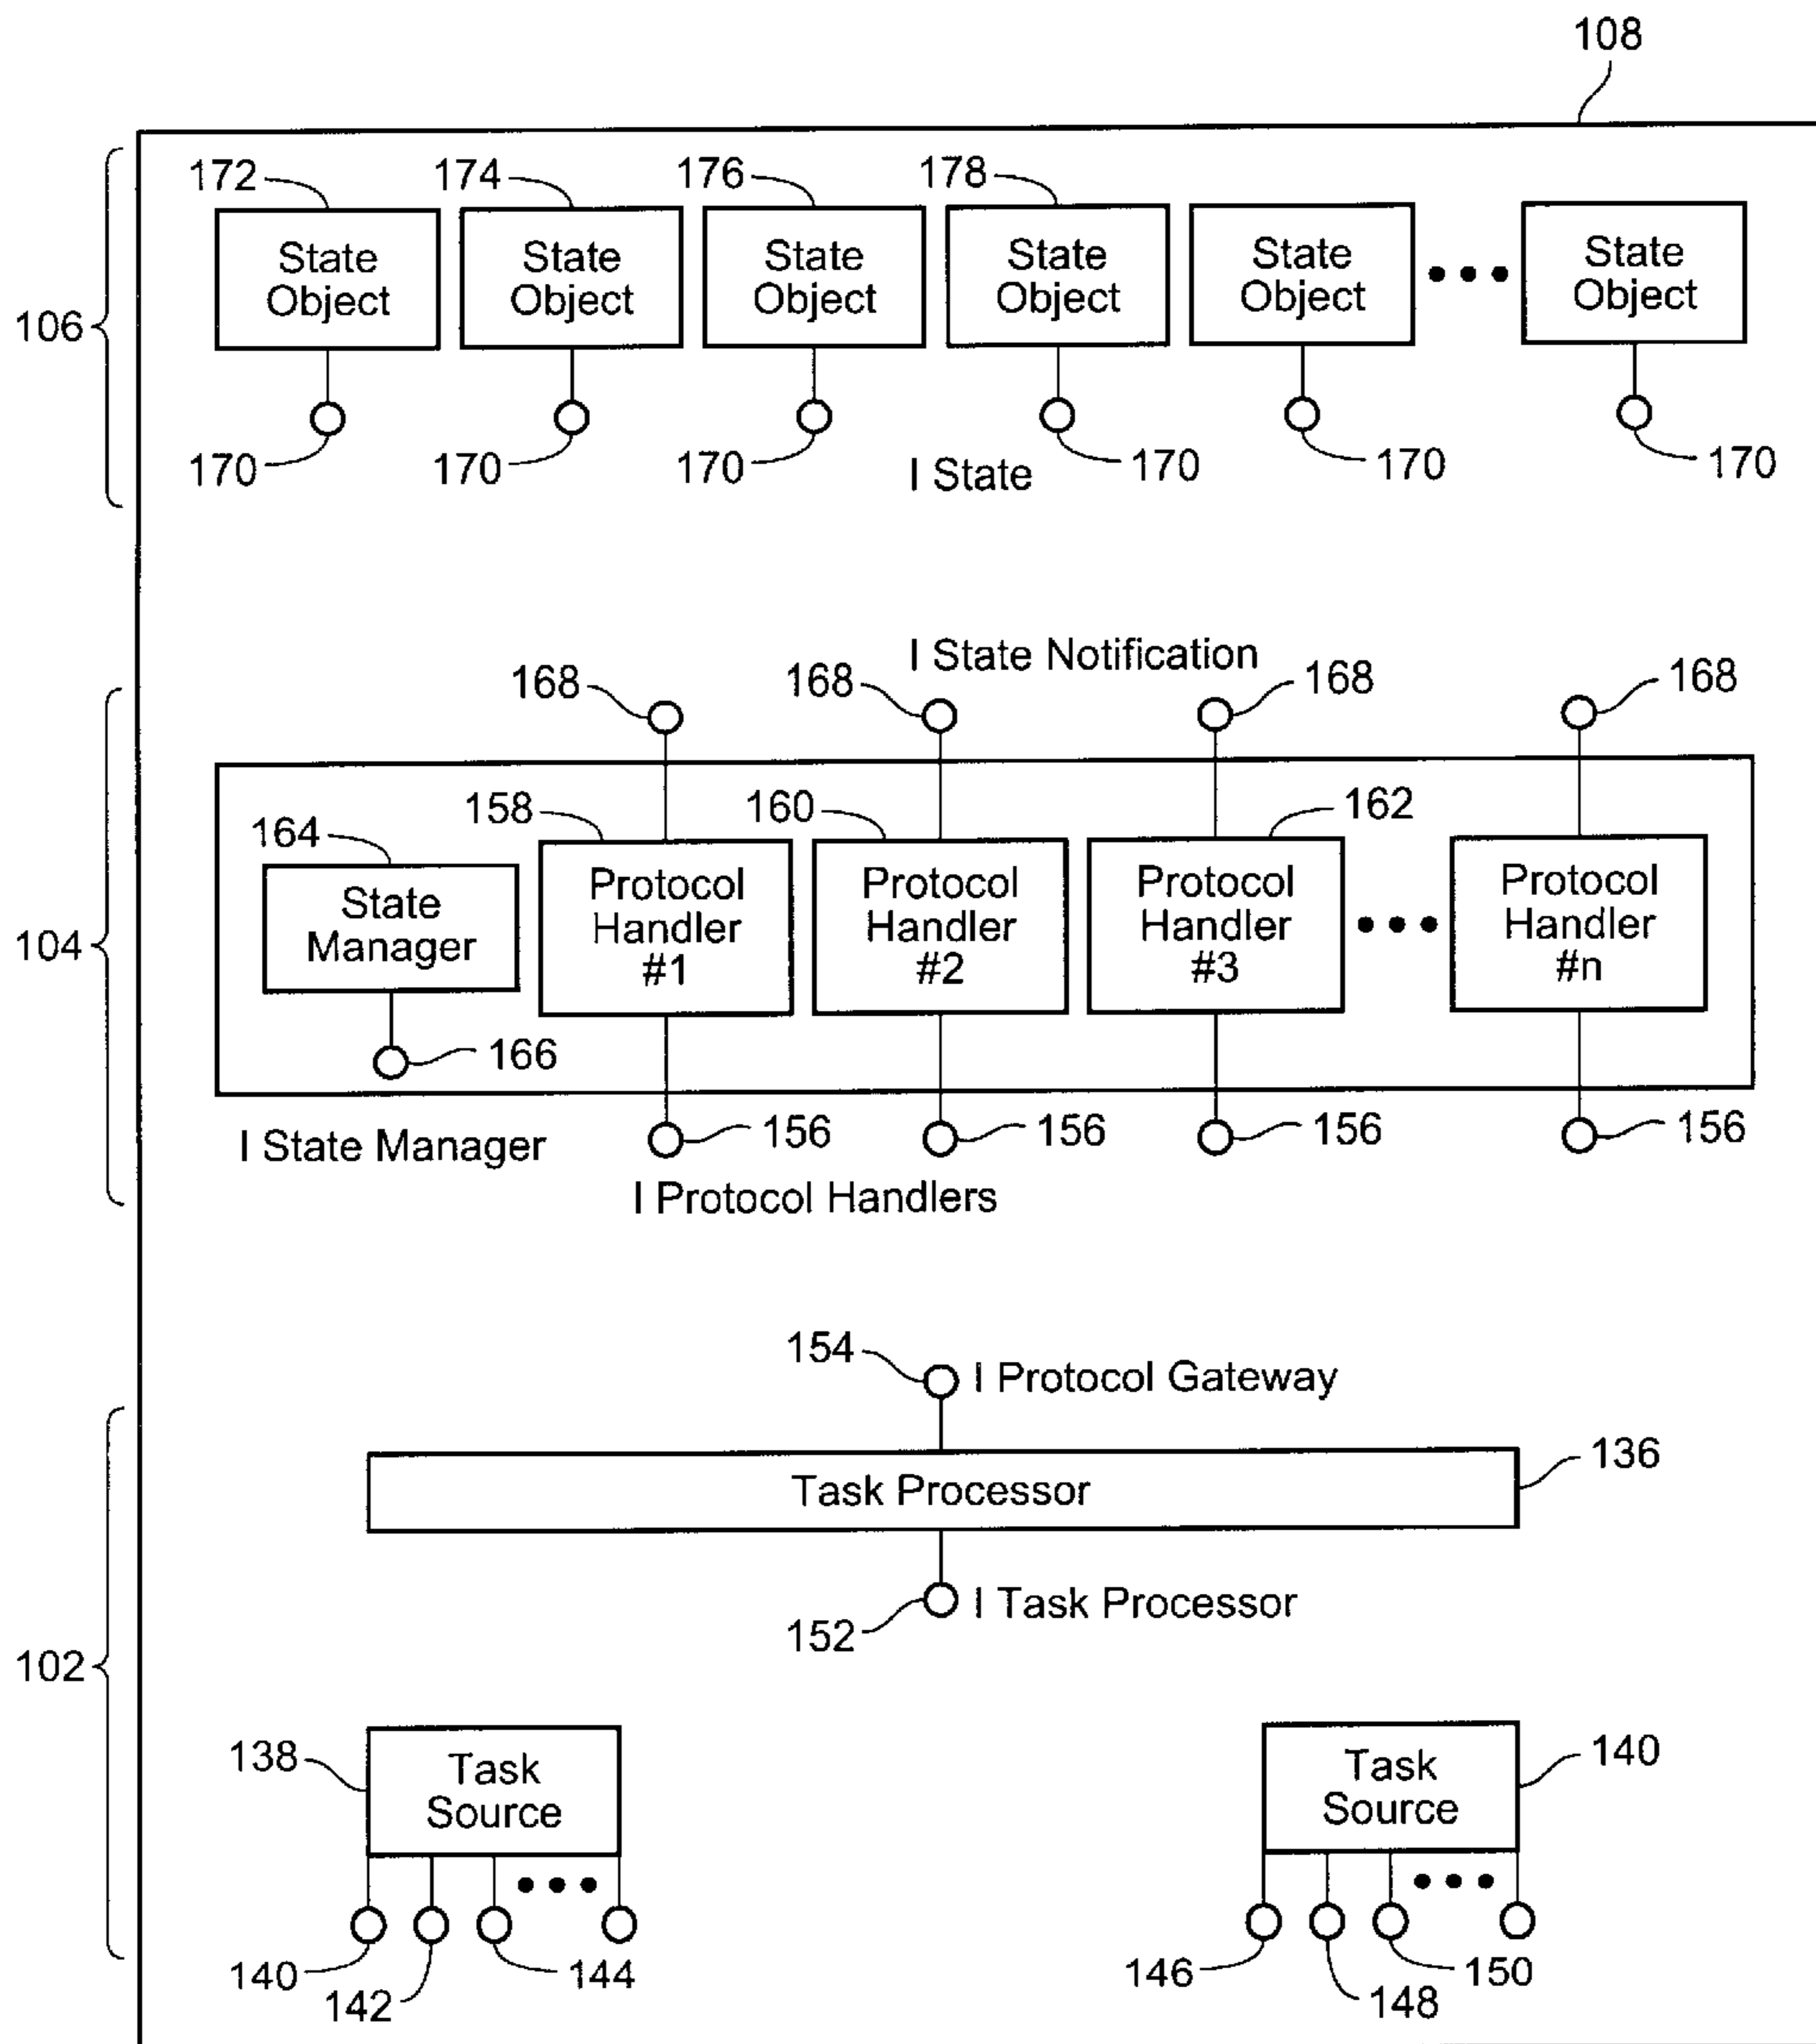 108
172
174
176
178
State
Object
State
Object
State
Object
State
Object
State
Object
State
Object
106
170
170
170
I State
170
170
170
I State Notification
168
168
168
168
164
158
160
162
State
Manager
Protocol
Handler
#1
Protocol
Handler
#2
Protocol
Handler
#3
Protocol
Handler
#n
104
166
I State Manager
156
156
156
156
I Protocol Handlers
154
I Protocol Gateway
Task Processor
136
152
I Task Processor
102
138
Task
Source
Task
Source
140
140
142
144
146
148
150